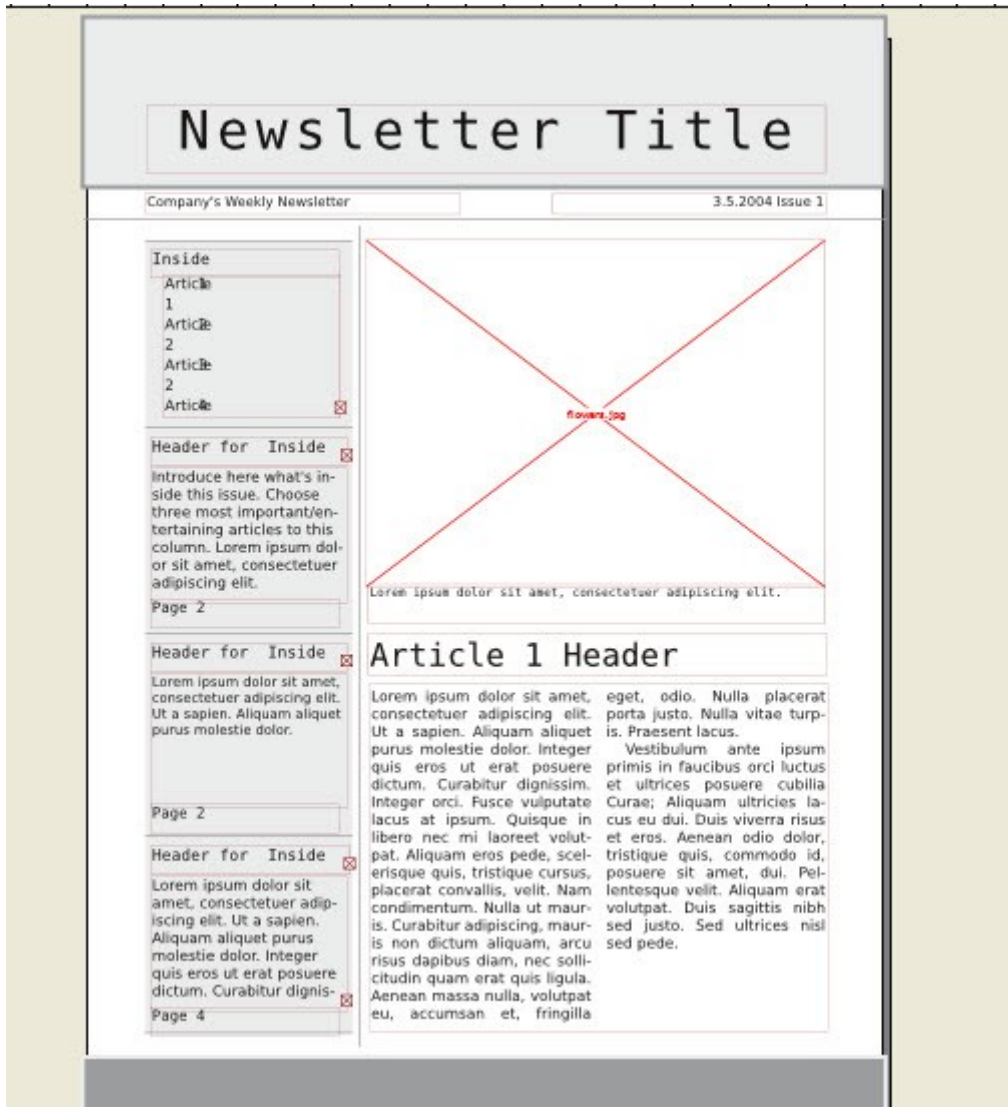 Newsletter Title
Company's Weekly Newsletter
3.5.2004 Issue 1
Inside
Article
1
Article
2
Article
2
Article
Header for Inside
Introduce here what's in-
side this issue. Choose
three most important/en-
tertaining articles to this
column. Lorem ipsum dol-
or sit amet, consectetuer
adipiscing elit.
Page 2
Header for Inside
Lorem ipsum dolor sit amet,
consectetuer adipiscing elit.
Ut a sapien. Aliquam aliquet
purus molestie dolor.
Page 2
Header for Inside
Lorem ipsum dolor sit
amet, consectetuer adip-
iscing elit. Ut a sapien.
Aliquam aliquet purus
molestie dolor. Integer
quis eros ut erat posuere
dictum. Curabitur dignis-
Page 4
flowers.jpg
Lorem ipsum dolor sit amet, consectetuer adipiscing elit.
Article 1 Header
Lorem ipsum dolor sit amet,
consectetuer adipiscing elit.
Ut a sapien. Aliquam aliquet
purus molestie dolor. Integer
quis eros ut erat posuere
dictum. Curabitur dignissim.
Integer orci. Fusce vulputate
lacus at ipsum. Quisque in
libero nec mi laoreet volut-
pat. Aliquam eros pede, scel-
erisque quis, tristique cursus,
placerat convallis, velit. Nam
condimentum. Nulla ut maur-
is. Curabitur adipiscing, maur-
is non dictum aliquam, arcu
risus dapibus diam, nec solli-
citudin quam erat quis ligula.
Aenean massa nulla, volutpat
eu, accumsan et, fringilla
eget, odio. Nulla placerat
porta justo. Nulla vitae turp-
is. Praesent lacus.
Vestibulum ante ipsum
primis in faucibus orci luctus
et ultrices posuere cubilia
Curae; Aliquam ultricies la-
cus eu dui. Duis viverra risus
et eros. Aenean odio dolor,
tristique quis, commodo id,
posuere sit amet, dui. Pel-
lentesque velit. Aliquam erat
volutpat. Duis sagittis nibh
sed justo. Sed ultrices nisl
sed pede.